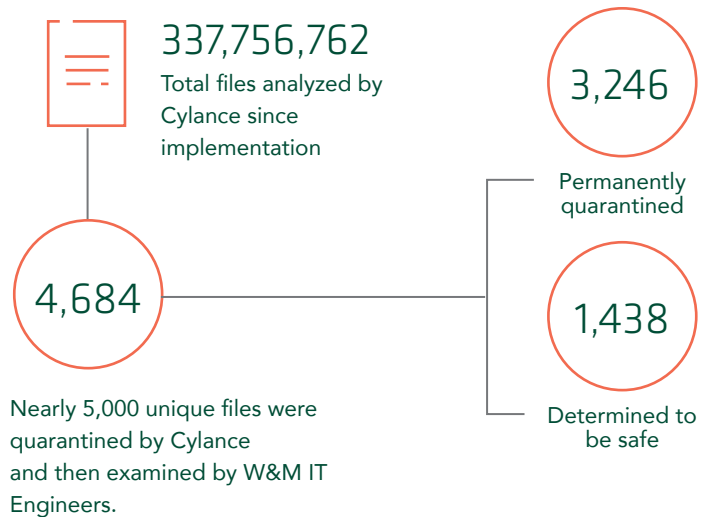 337,756,762
Total files analyzed by
Cylance since
implementation
4,684
Nearly 5,000 unique files were
quarantined by Cylance
and then examined by W&M IT
Engineers.
3,246
Permanently
quarantined
1,438
Determined to
be safe